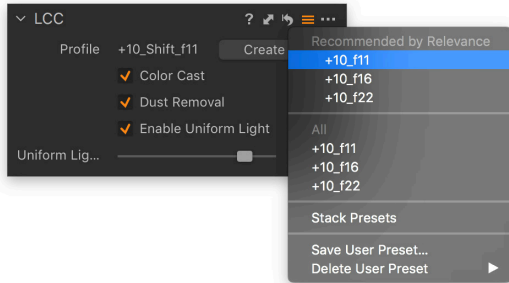 LCC
?
Profile +10_Shift_f11 Create
Color Cast
Dust Removal
Enable Uniform Light
Uniform Lig...
Recommended by Relevance
+10_f11
+10_f16
+10_f22
All
+10_f11
+10_f16
+10_f22
Stack Presets
Save User Preset...
Delete User Preset